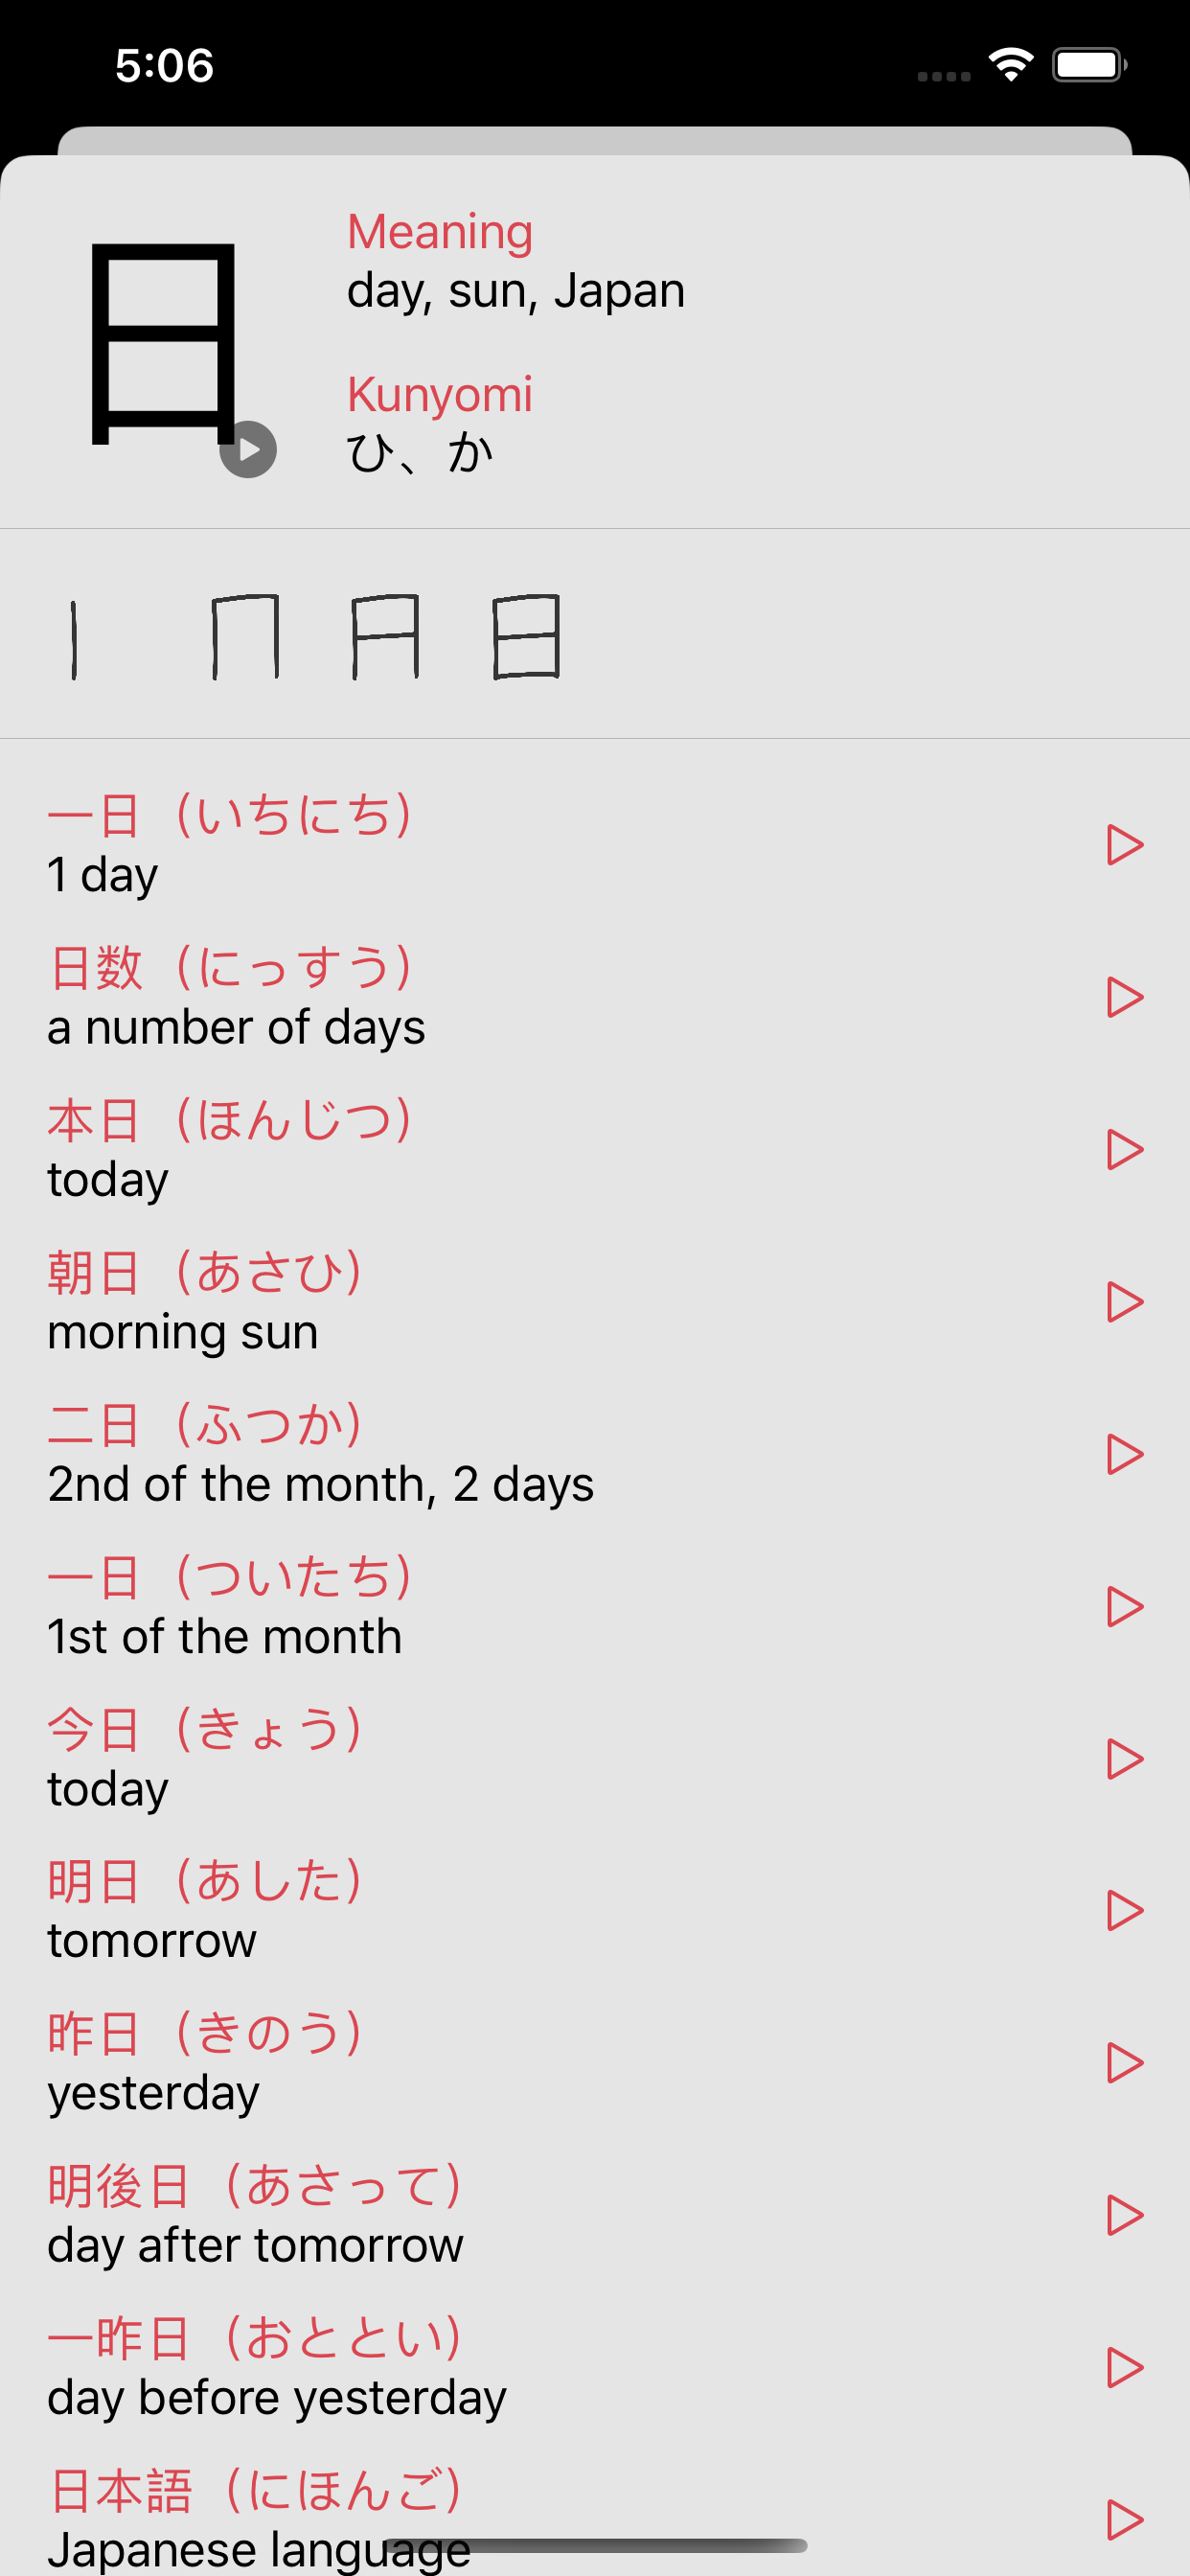 5:06
日
Meaning
day, sun, Japan
Kunyomi
ひ、か
日
一日（いちにち）
1 day
日数（にっすう）
a number of days
本日（ほんじつ）
today
朝日（あさひ）
morning sun
二日（ふつか）
2nd of the month, 2 days
一日（ついたち）
1st of the month
今日（きょう）
today
明日（あした）
tomorrow
昨日（きのう）
yesterday
明後日（あさって）
day after tomorrow
一昨日（おととい）
day before yesterday
日本語（にほんご）
Japanese language